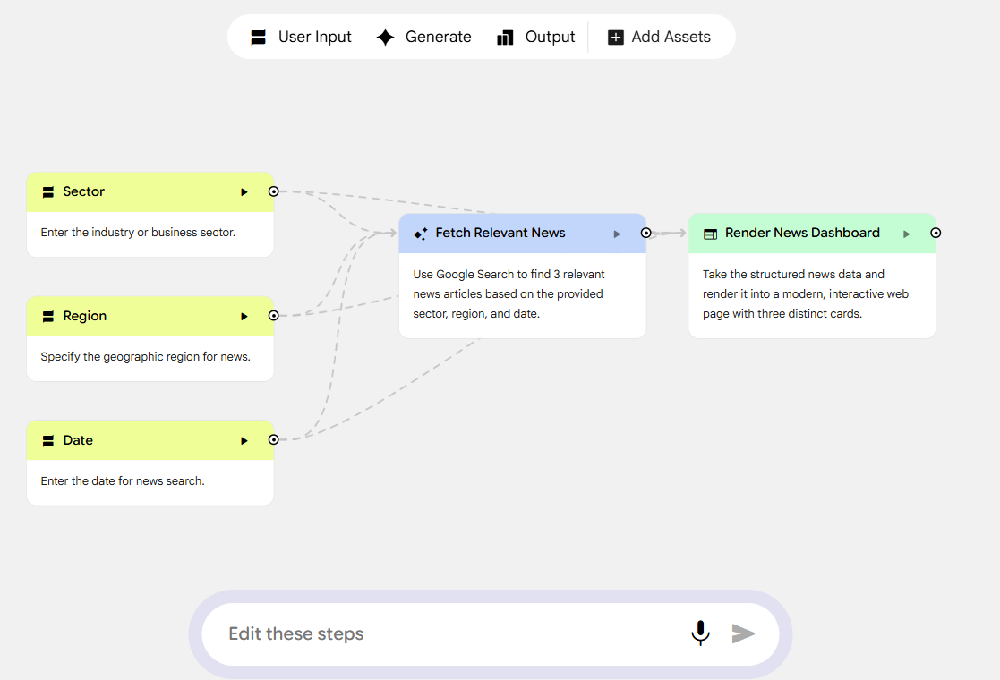 User Input Generate Output Add Assets
Sector
Enter the industry or business sector.
Fetch Relevant News
Use Google Search to find 3 relevant
news articles based on the provided
sector, region, and date.
Render News Dashboard
Take the structured news data and
render it into a modern, interactive web
page with three distinct cards.
Region
Specify the geographic region for news.
Date
Enter the date for news search.
Edit these steps